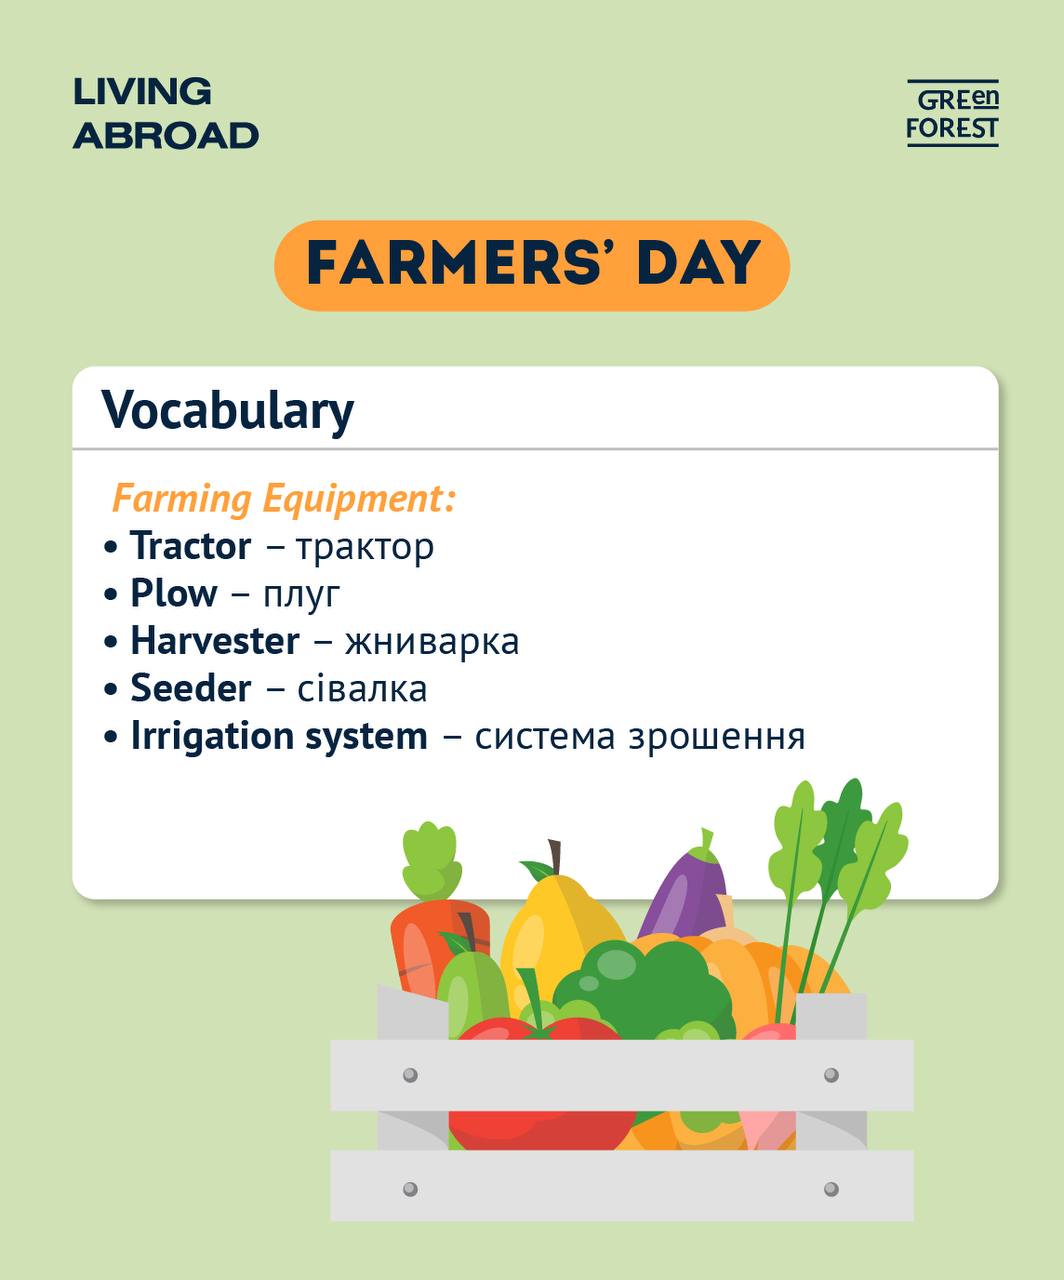 LIVING
ABROAD
GREen
FOREST
FARMERS’ DAY
Vocabulary
Farming Equipment:
• Tractor – трактор
• Plow – плуг
• Harvester – жниварка
• Seeder – сівалка
• Irrigation system – система зрошення